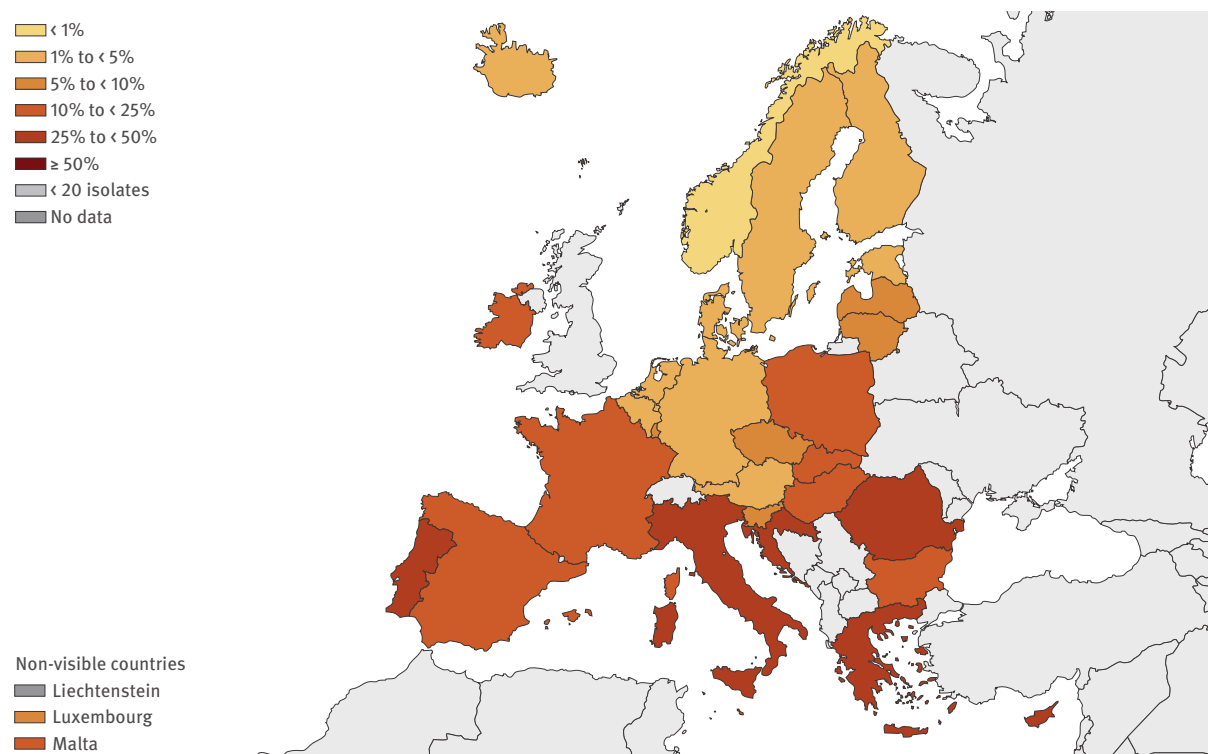 < 1%
1% to < 5%
5% to < 10%
10% to < 25%
25% to < 50%
≥ 50%
< 20 isolates
No data
Non-visible countries
Liechtenstein
Luxembourg
Malta